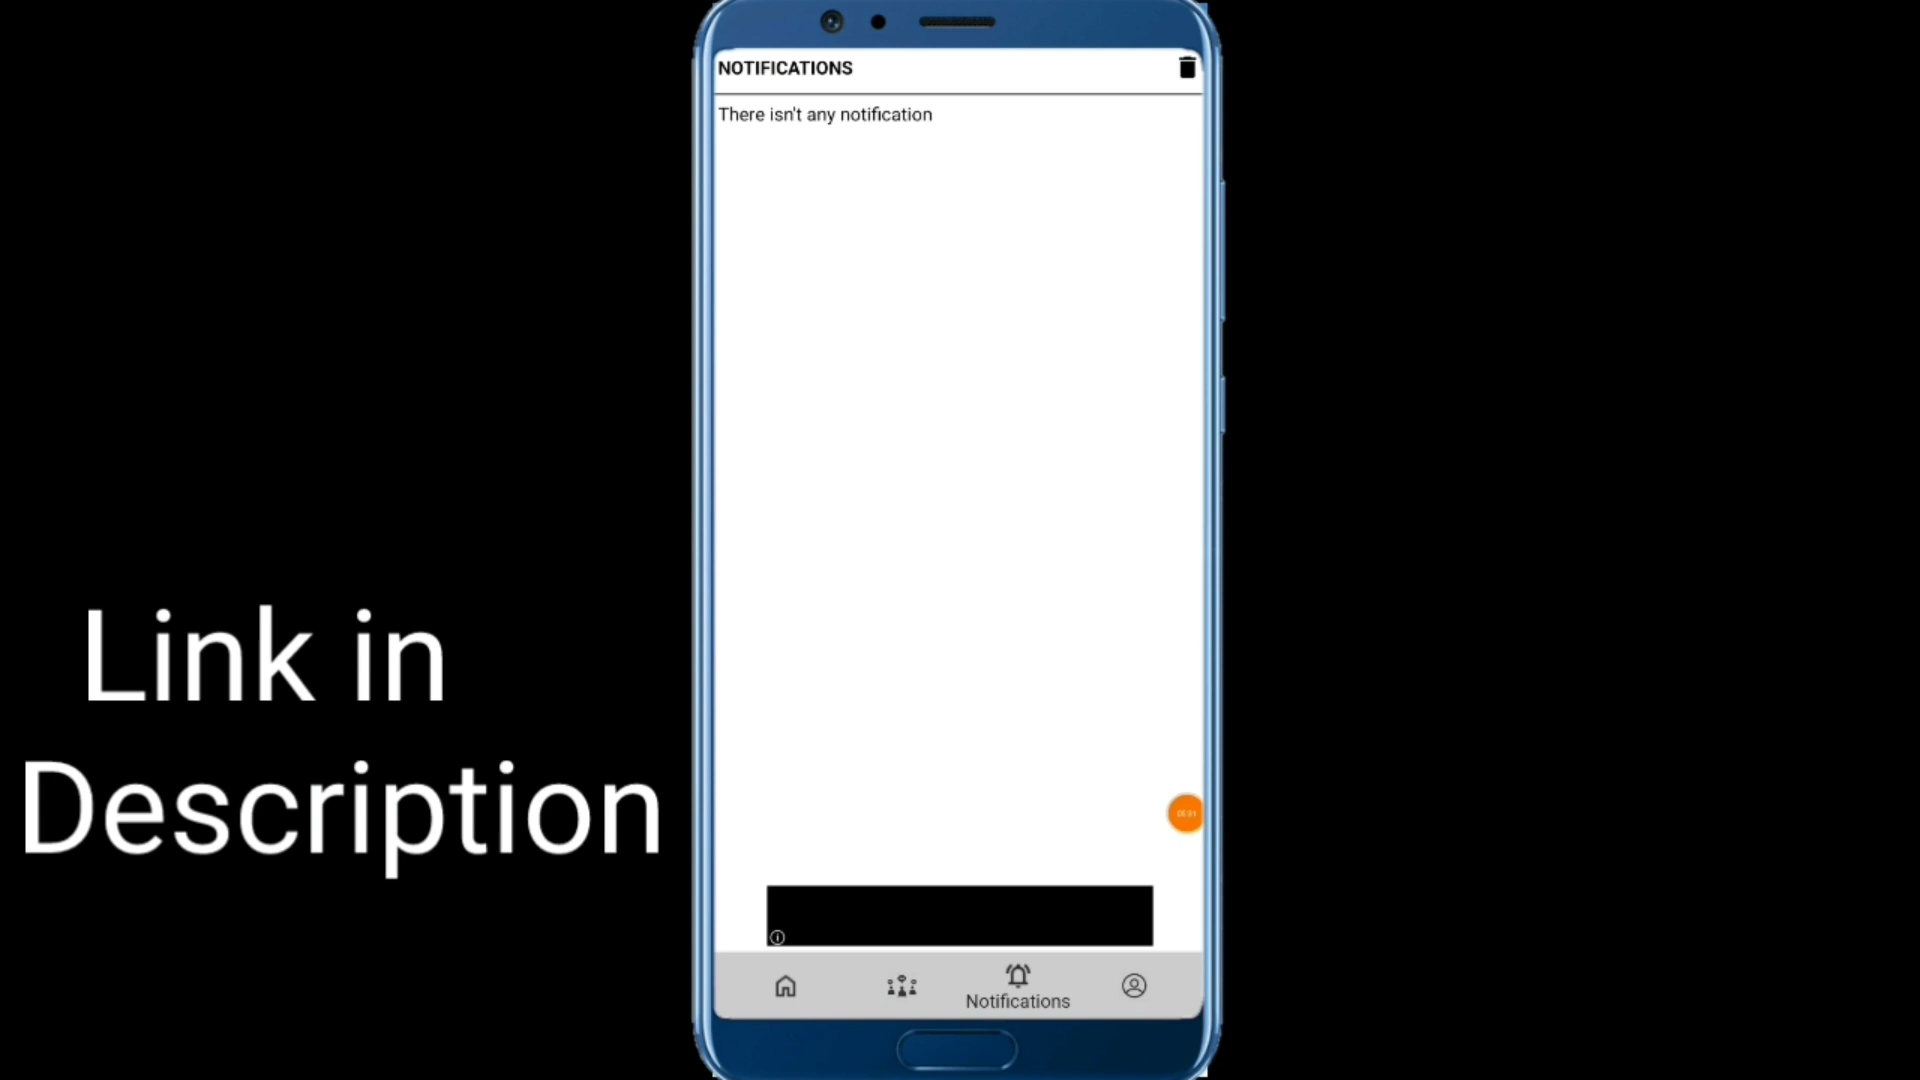 NOTIFICATIONS
There isn't any notification
Link in
Description
Notifications